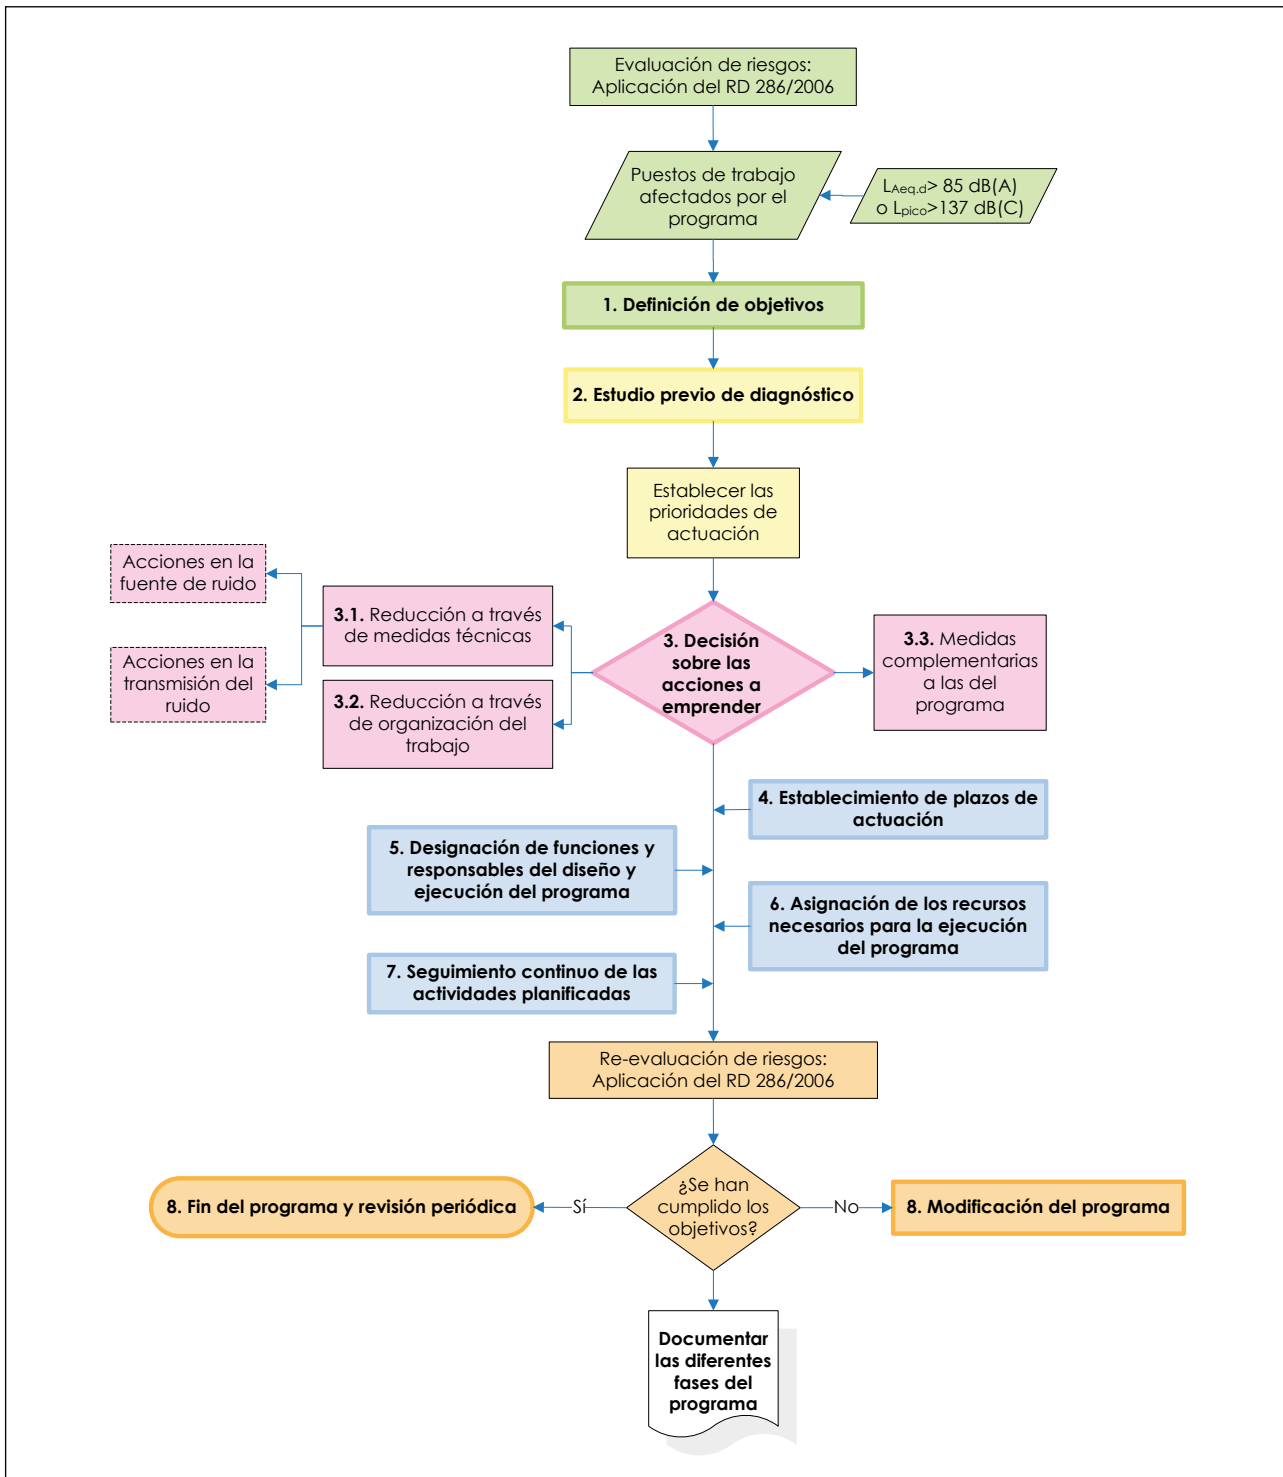 Evaluación de riesgos:
Aplicación del RD 286/2006
Puestos de trabajo
afectados por el
programa
LAeq.d> 85 dB(A)
o Lpico>137 dB(C)
1. Definición de objetivos
2. Estudio previo de diagnóstico
Establecer las
prioridades de
actuación
Acciones en la
fuente de ruido
Acciones en la
transmisión del
ruido
3.1. Reducción a través
de medidas técnicas
3.2. Reducción a través
de organización del
trabajo
3. Decisión
sobre las
acciones a
emprender
3.3. Medidas
complementarias
a las del
programa
4. Establecimiento de plazos de
actuación
5. Designación de funciones y
responsables del diseño y
ejecución del programa
6. Asignación de los recursos
necesarios para la ejecución
del programa
7. Seguimiento continuo de las
actividades planificadas
Re-evaluación de riesgos:
Aplicación del RD 286/2006
8. Fin del programa y revisión periódica
Sí
¿Se han
cumplido los
objetivos?
No
8. Modificación del programa
Documentar
las diferentes
fases del
programa